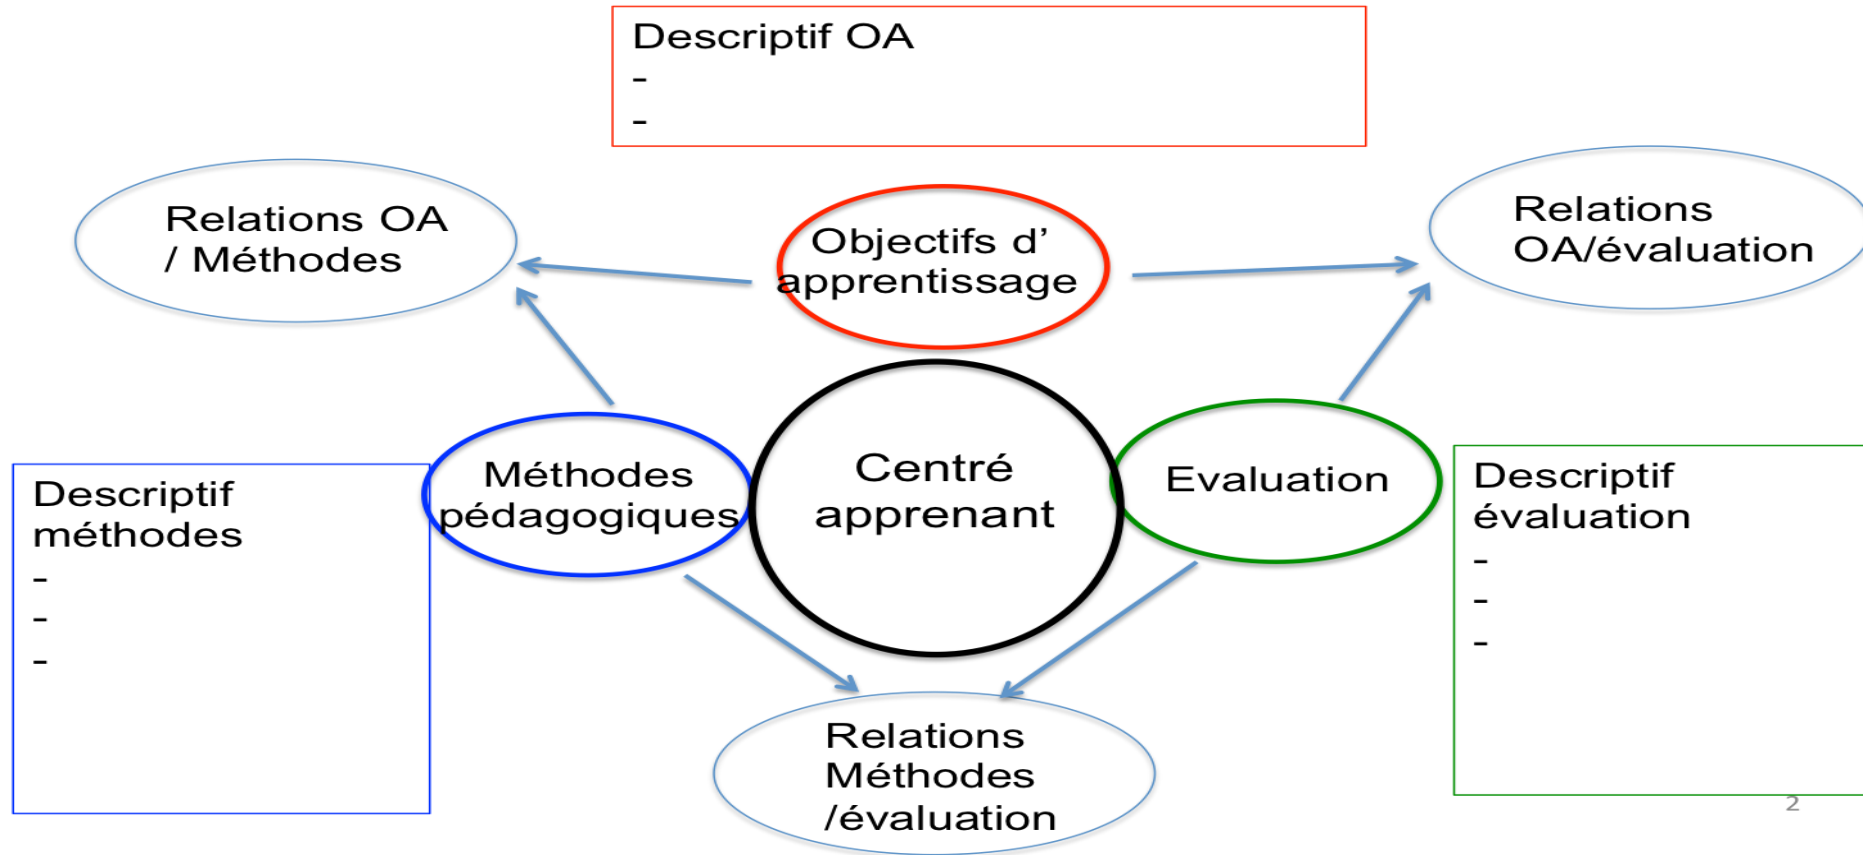 Descriptif OA
-
-
Relations OA
/ Méthodes
Objectifs d’
apprentissage
Relations
OA/évaluation
Méthodes
pédagogiques
Centré
apprenant
Evaluation
Descriptif
méthodes
-
-
-
Descriptif
évaluation
-
-
-
Relations
Méthodes
/évaluation
2